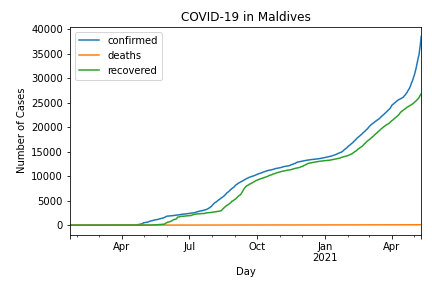 COVID-19 in Maldives
confirmed
deaths
recovered
Number of Cases
40000
35000
30000
25000
20000
15000
10000
5000
0
Apr Jul Oct Jan Apr
2021
Day